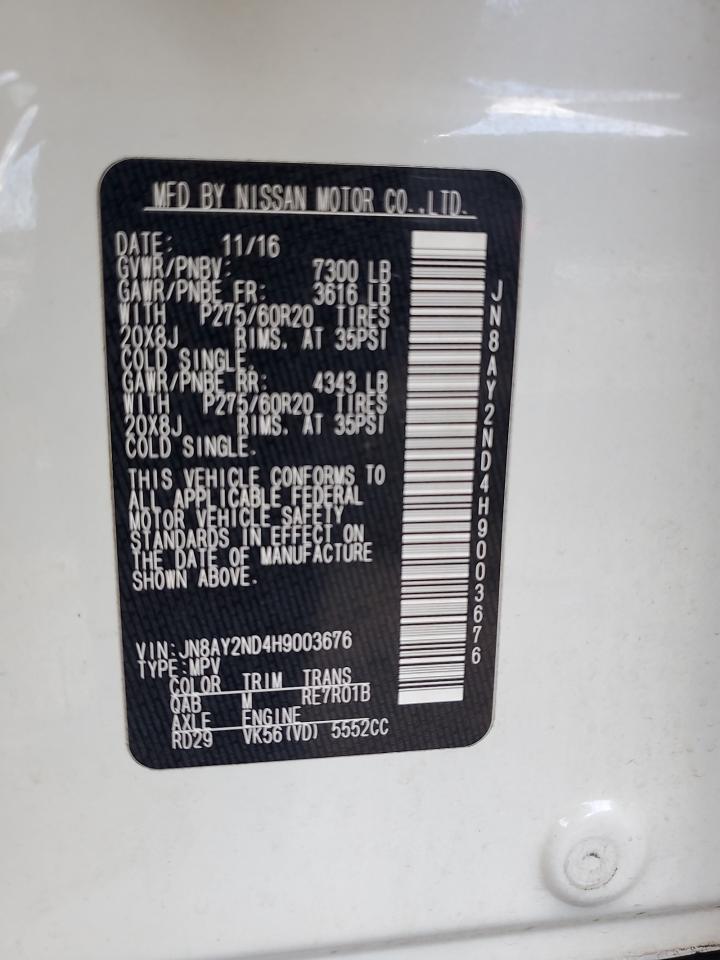 MFD BY NISSAN MOTOR CO.,LTD.
DATE: 11/16
GVWR/PNBV: 7300 LB
GAWR/PNBE FR: 3616 LB
WITH P275/60R20 TIRES
20X8J RIMS, AT 35PSI
COLD SINGLE.
GAWR/PNBE RR: 4343 LB
WITH P275/60R20 TIRES
20X8J RIMS, AT 35PSI
COLD SINGLE.
THIS VEHICLE CONFORMS TO
ALL APPLICABLE FEDERAL
MOTOR VEHICLE SAFETY
STANDARDS IN EFFECT ON
THE DATE OF MANUFACTURE
SHOWN ABOVE.
VIN:JN8AY2ND4H9003676
TYPE:MPV
COLOR TRIM TRANS
QAB M RE7R01B
AXLE ENGINE
RD29 VK56(VD) 5552CC
JN8AY2ND4H9003676